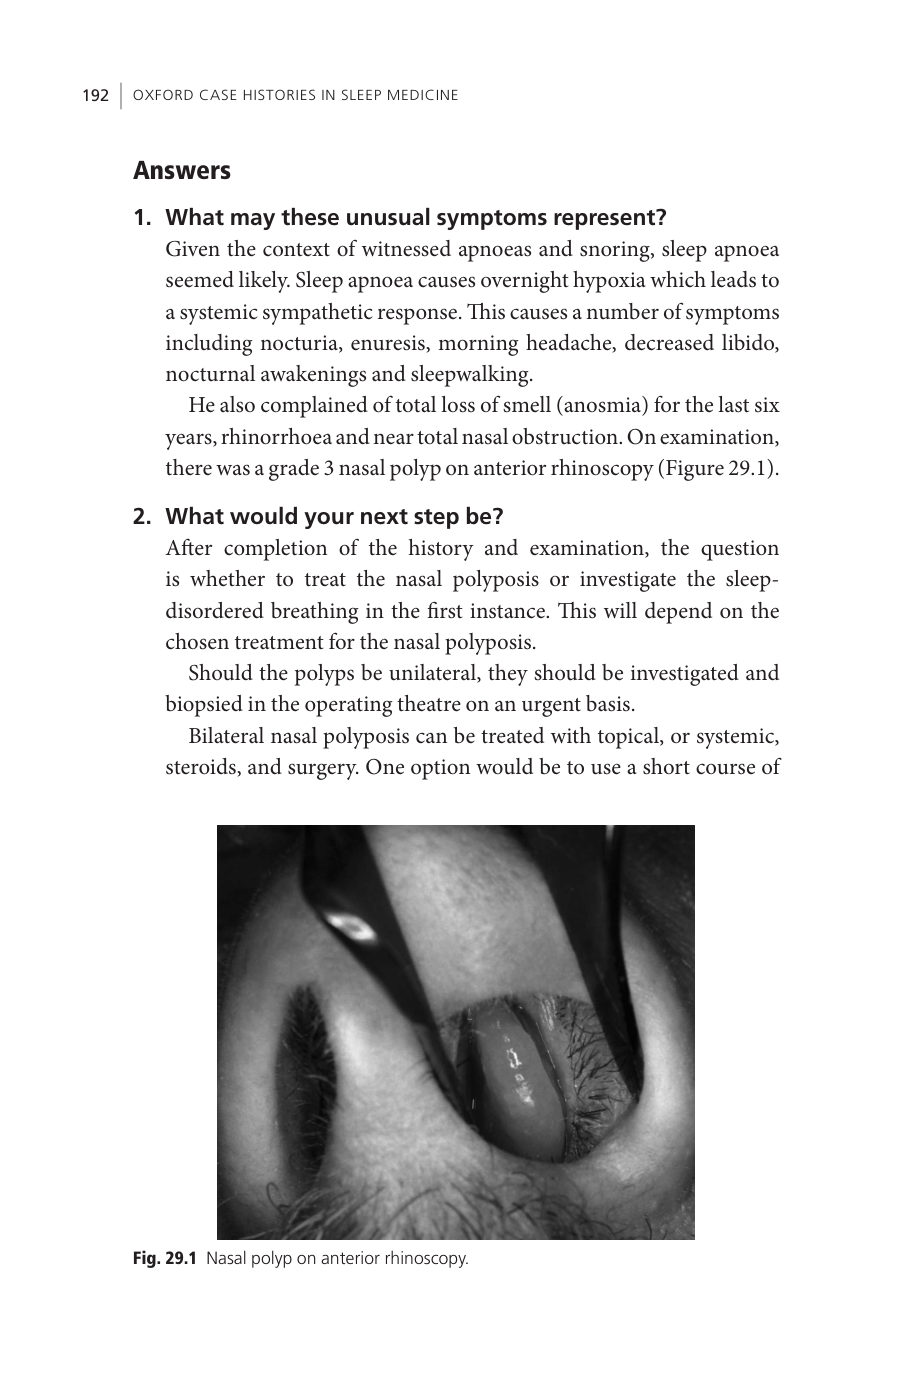 192 OXFORD CASE HISTORIES IN SLEEP MEDICINE
Answers
1. What may these unusual symptoms represent?
Given the context of witnessed apnoeas and snoring, sleep apnoea
seemed likely. Sleep apnoea causes overnight hypoxia which leads to
a systemic sympathetic response. This causes a number of symptoms
including nocturia, enuresis, morning headache, decreased libido,
nocturnal awakenings and sleepwalking.
He also complained of total loss of smell (anosmia) for the last six
years, rhinorrhoea and near total nasal obstruction. On examination,
there was a grade 3 nasal polyp on anterior rhinoscopy (Figure 29.1).
2. What would your next step be?
After completion of the history and examination, the question
is whether to treat the nasal polyposis or investigate the sleep-
disordered breathing in the first instance. This will depend on the
chosen treatment for the nasal polyposis.
Should the polyps be unilateral, they should be investigated and
biopsied in the operating theatre on an urgent basis.
Bilateral nasal polyposis can be treated with topical, or systemic,
steroids, and surgery. One option would be to use a short course of
Fig. 29.1 Nasal polyp on anterior rhinoscopy.